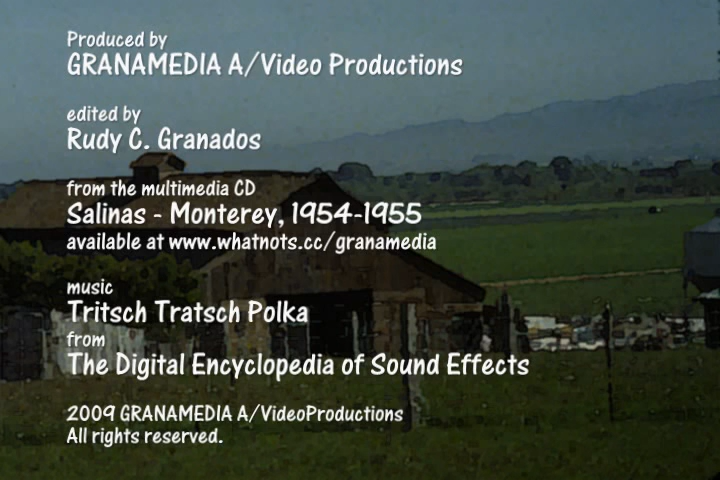 Produced by
GRANAMEDIA A/Video Productions
edited by
Rudy C. Granados
from the multimedia CD
Salinas - Monterey, 1954-1955
available at www.whatnots.cc/granamedia
music
Tritsch Tratsch Polka
from
The Digital Encyclopedia of Sound Effects
2009 GRANAMEDIA A/VideoProductions
All rights reserved.